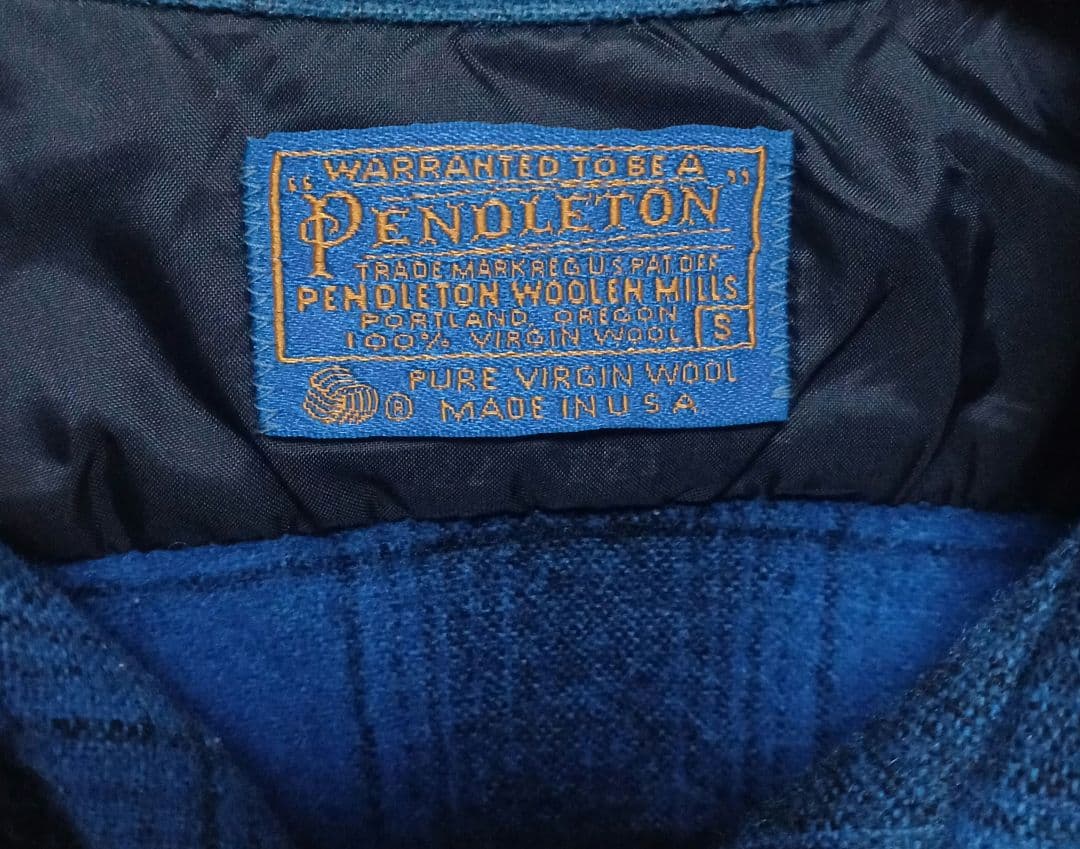 WARRANTED TO BE A
"PENDLETON"
TRADE MARK REG U S PAT OFF
PENDLETON WOOLEN MILLS
PORTLAND, OREGON
100% VIRGIN WOOL S
PURE VIRGIN WOOL
® MADE IN U S A